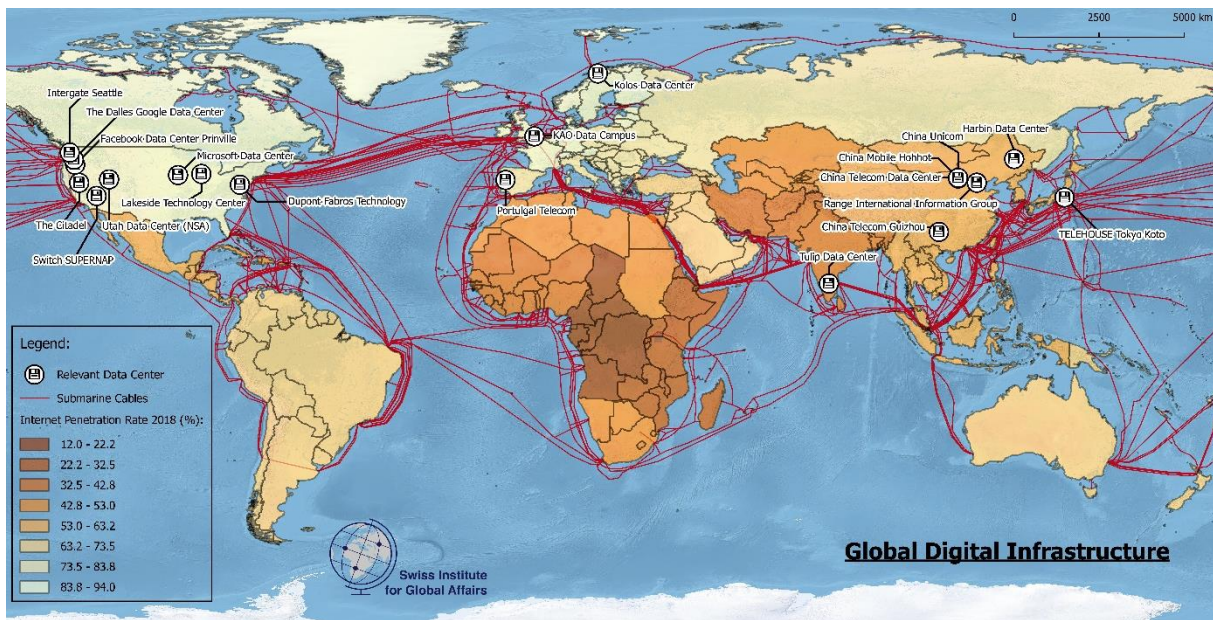 0 2500 5000 km
Kolos Data Center
Intergate Seattle
The Dalles Google Data Center
Facebook Data Center Prinville
Microsoft Data Center
KAO Data Campus
China Unicom
Harbin Data Center
China Mobile Hohhot
China Telecom Data Center
Lakeside Technology Center
Dupont Fabros Technology
Portulgal Telecom
Range International Information Group
The Citadel
Utah Data Center (NSA)
China Telecom Guizhou
TELEHOUSE Tokyo Koto
Switch SUPERNAP
Tulip Data Center
Legend:
Relevant Data Center
Submarine Cables
Internet Penetration Rate 2018 (%):
12.0 - 22.2
22.2 - 32.5
32.5 - 42.8
42.8 - 53.0
53.0 - 63.2
63.2 - 73.5
73.5 - 83.8
83.8 - 94.0
Swiss Institute
for Global Affairs
Global Digital Infrastructure